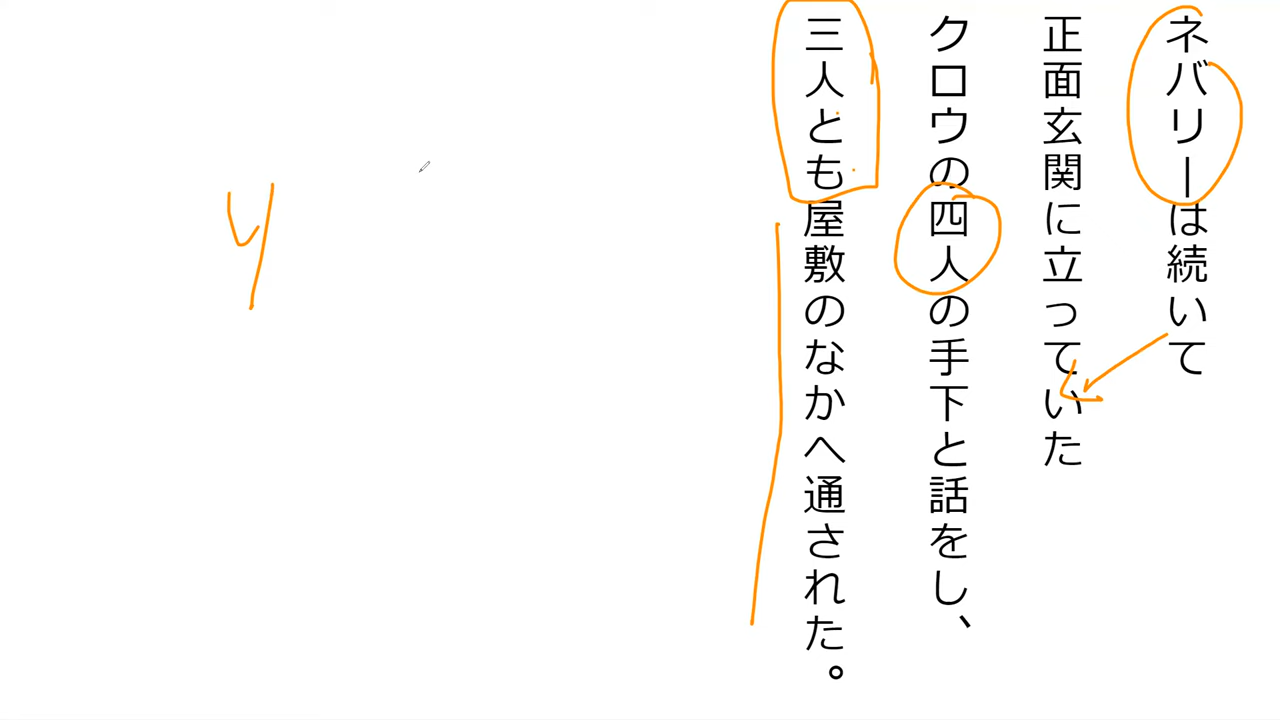 ネバリーは続いて
正面玄関に立っていた
クロウの四人の手下と話をし、
三人とも屋敷のなかへ通された。
4